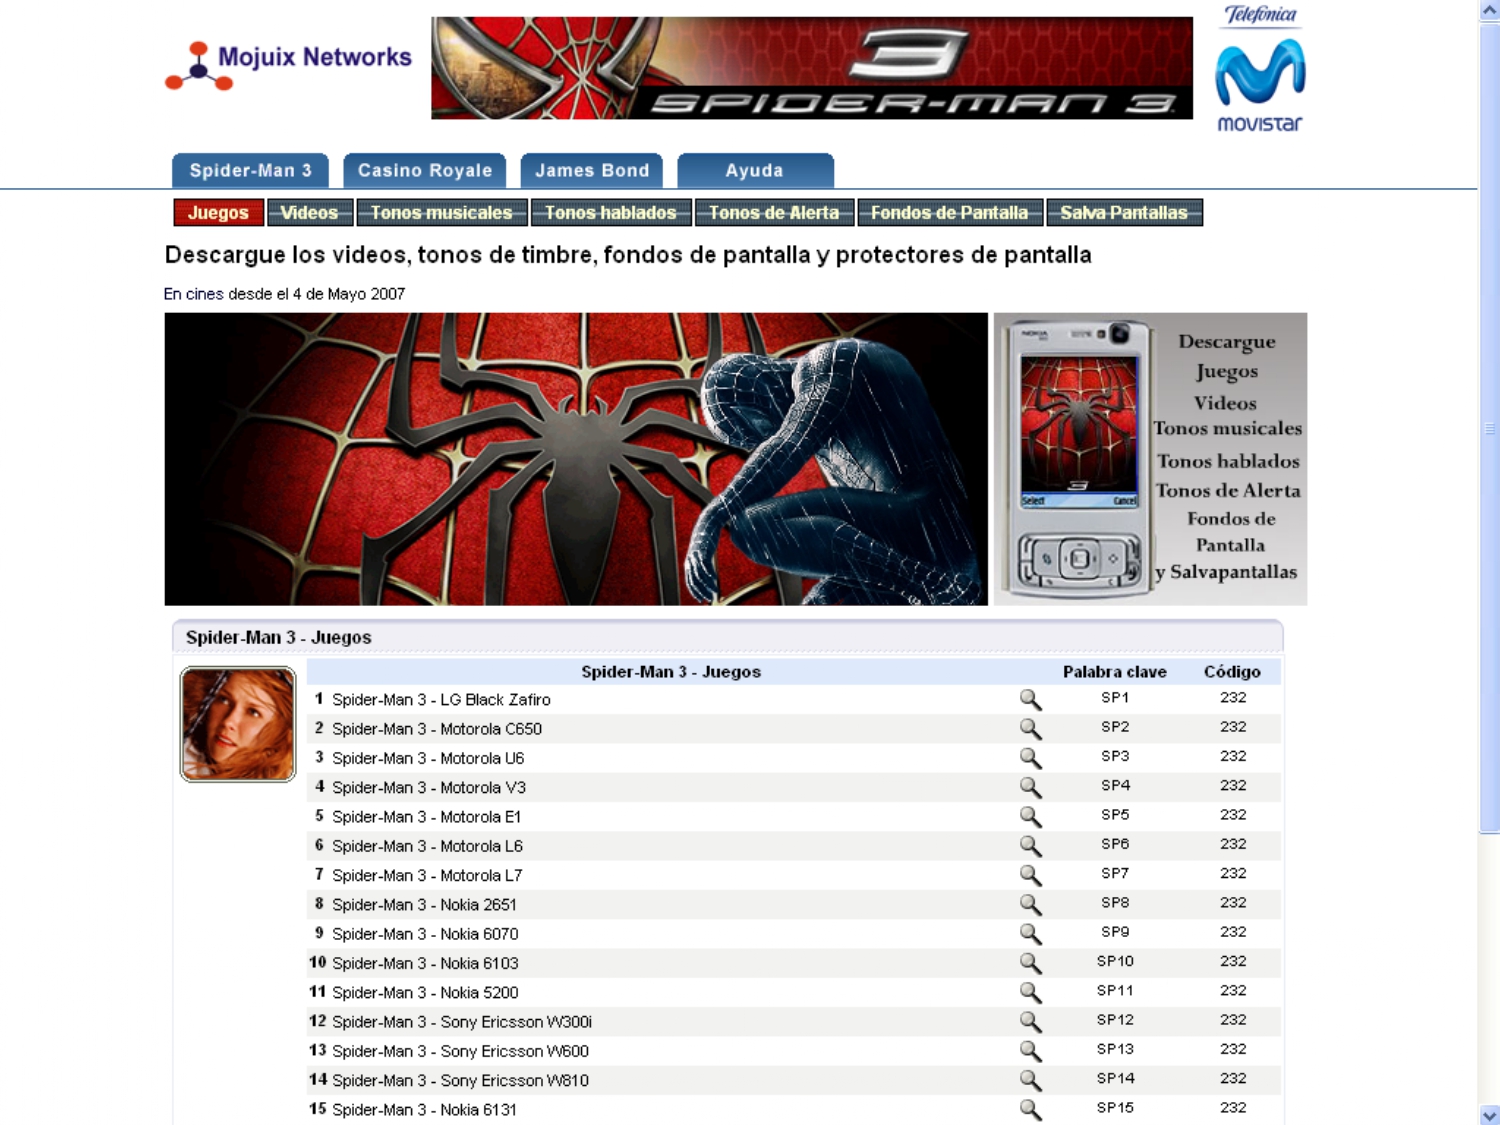 Mojuix Networks
3
SPIDER-MAN 3
Telefónica
movistar
Spider-Man 3 Casino Royale James Bond Ayuda
Juegos Videos Tonos musicales Tonos hablados Tonos de Alerta Fondos de Pantalla Salva Pantallas
Descargue los videos, tonos de timbre, fondos de pantalla y protectores de pantalla
En cines desde el 4 de Mayo 2007
NOKIA
3
Select Cancel
Descargue
Juegos
Videos
Tonos musicales
Tonos hablados
Tonos de Alerta
Fondos de
Pantalla
y Salvapantallas
Spider-Man 3 - Juegos
Spider-Man 3 - Juegos Palabra clave Código
1 Spider-Man 3 - LG Black Zafiro SP1 232
2 Spider-Man 3 - Motorola C650 SP2 232
3 Spider-Man 3 - Motorola U6 SP3 232
4 Spider-Man 3 - Motorola V3 SP4 232
5 Spider-Man 3 - Motorola E1 SP5 232
6 Spider-Man 3 - Motorola L6 SP6 232
7 Spider-Man 3 - Motorola L7 SP7 232
8 Spider-Man 3 - Nokia 2651 SP8 232
9 Spider-Man 3 - Nokia 6070 SP9 232
10 Spider-Man 3 - Nokia 6103 SP10 232
11 Spider-Man 3 - Nokia 5200 SP11 232
12 Spider-Man 3 - Sony Ericsson W300i SP12 232
13 Spider-Man 3 - Sony Ericsson W600 SP13 232
14 Spider-Man 3 - Sony Ericsson W810 SP14 232
15 Spider-Man 3 - Nokia 6131 SP15 232